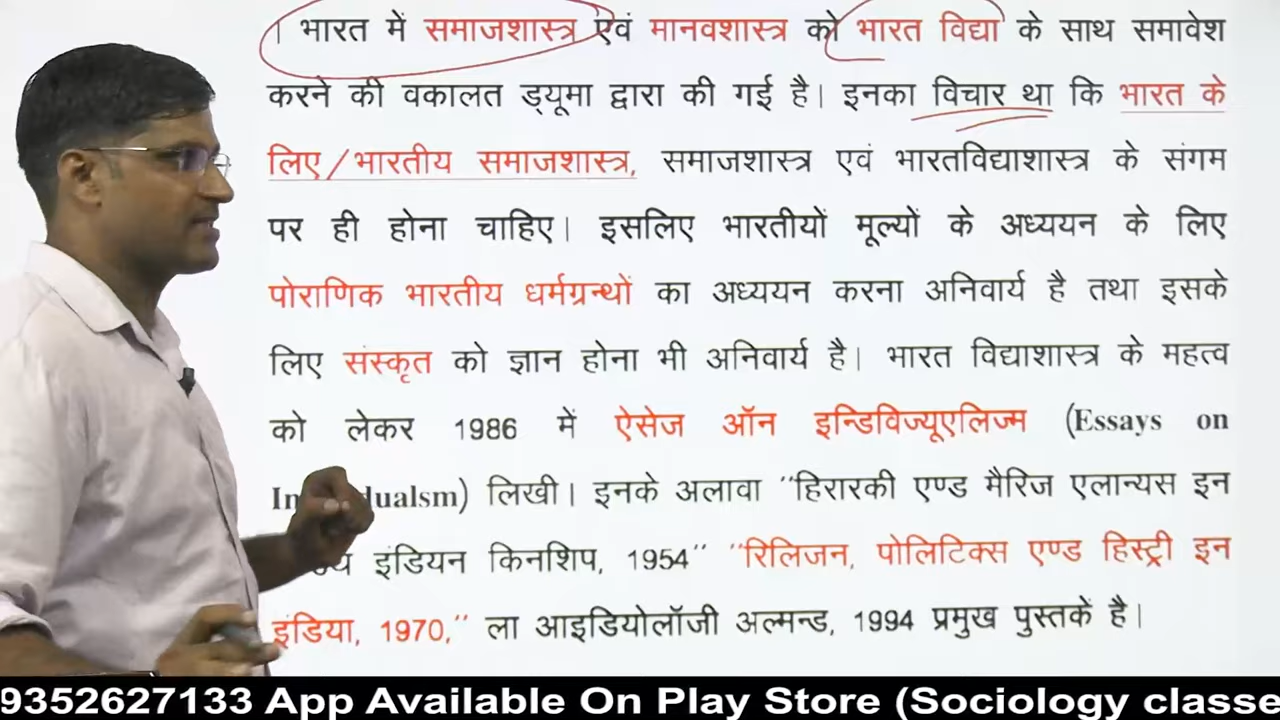 । भारत में समाजशास्त्र एवं मानवशास्त्र को भारत विद्या के साथ समावेश
करने की वकालत ड्यूमा द्वारा की गई है। इनका विचार था कि भारत के
लिए/भारतीय समाजशास्त्र, समाजशास्त्र एवं भारतविद्याशास्त्र के संगम
पर ही होना चाहिए। इसलिए भारतीयों मूल्यों के अध्ययन के लिए
पोराणिक भारतीय धर्मग्रन्थों का अध्ययन करना अनिवार्य है तथा इसके
लिए संस्कृत को ज्ञान होना भी अनिवार्य है। भारत विद्याशास्त्र के महत्व
को लेकर 1986 में ऐसेज ऑन इन्डिविज्यूएलिज्म (Essays on
लिखी। इनके अलावा "हिरारकी एण्ड मैरिज एलान्यस इन
इंडियन किनशिप, 1954" "रिलिजन, पोलिटिक्स एण्ड हिस्ट्री इन
इंडिया, 1970," ला आइडियोलॉजी अल्मन्ड, 1994 प्रमुख पुस्तकें है।
9352627133 App Available On Play Store (Sociology classe